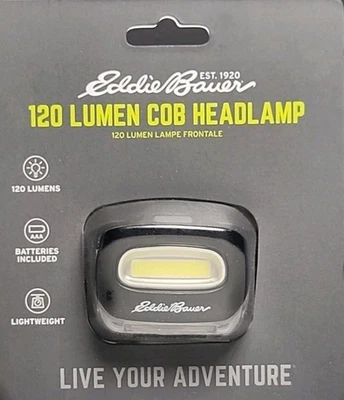 Eddie Bauer
EST. 1920
120 LUMEN COB HEADLAMP
120 LUMEN LAMPE FRONTALE
120 LUMENS
AAA
BATTERIES
INCLUDED
LIGHTWEIGHT
Eddie Bauer
LIVE YOUR ADVENTURE